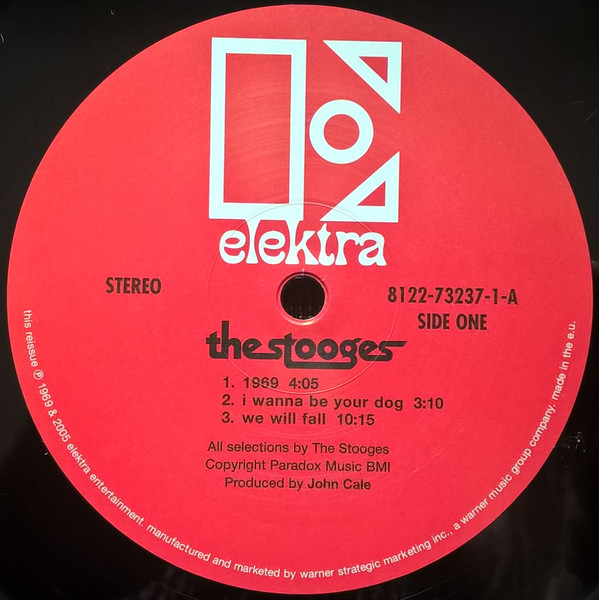 elektra
STEREO
8122-73237-1-A
SIDE ONE
the stooges
1. 1969 4:05
2. i wanna be your dog 3:10
3. we will fall 10:15
All selections by The Stooges
Copyright Paradox Music BMI
Produced by John Cale
this reissue ℗ 1969 & 2005 elektra entertainment. manufactured and marketed by warner strategic marketing inc., a warner music group company. made in the e.u.